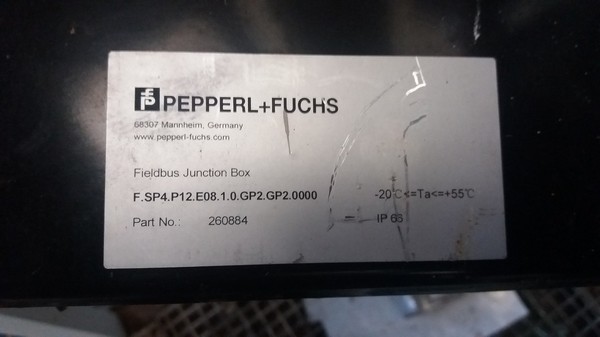 PEPPERL+FUCHS
68307 Mannheim, Germany
www.pepperl-fuchs.com
Fieldbus Junction Box
F.SP4.P12.E08.1.0.GP2.GP2.0000 -20℃<=Ta<=+55℃
Part No.: 260884 IP 66